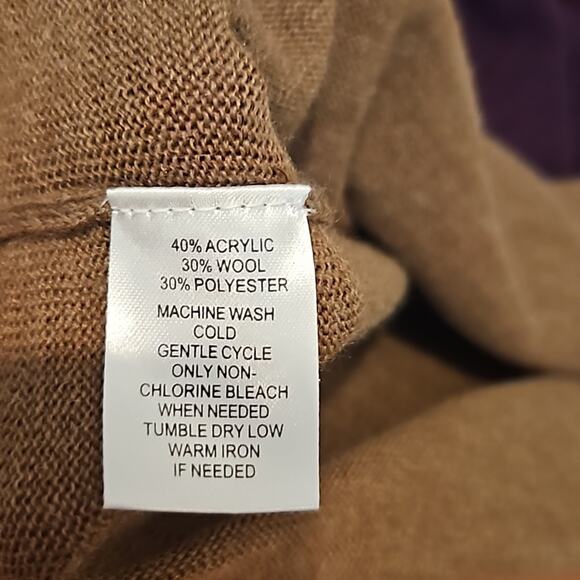 40% ACRYLIC
30% WOOL
30% POLYESTER
MACHINE WASH
COLD
GENTLE CYCLE
ONLY NON-
CHLORINE BLEACH
WHEN NEEDED
TUMBLE DRY LOW
WARM IRON
IF NEEDED